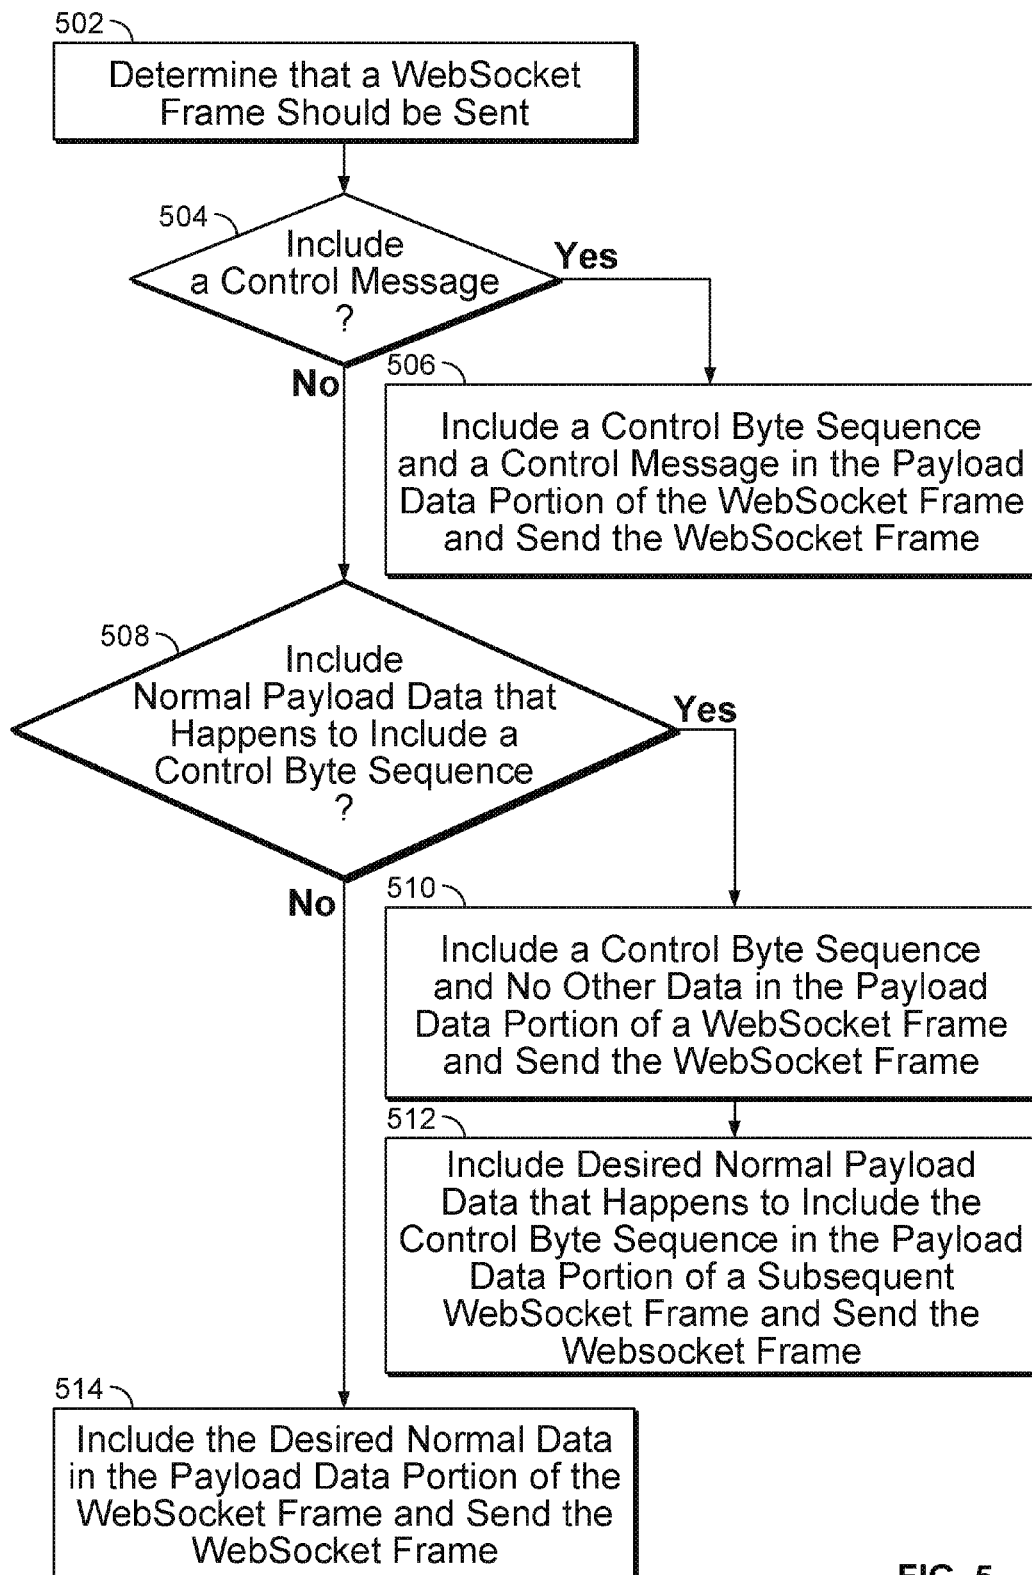 502
Determine that a WebSocket
Frame Should be Sent
504
Include
a Control Message
?
Yes
No
506
Include a Control Byte Sequence
and a Control Message in the Payload
Data Portion of the WebSocket Frame
and Send the WebSocket Frame
508
Include
Normal Payload Data that
Happens to Include a
Control Byte Sequence
?
Yes
No
510
Include a Control Byte Sequence
and No Other Data in the Payload
Data Portion of a WebSocket Frame
and Send the WebSocket Frame
512
Include Desired Normal Payload
Data that Happens to Include the
Control Byte Sequence in the Payload
Data Portion of a Subsequent
WebSocket Frame and Send the
Websocket Frame
514
Include the Desired Normal Data
in the Payload Data Portion of the
WebSocket Frame and Send the
WebSocket Frame
FIG. 5